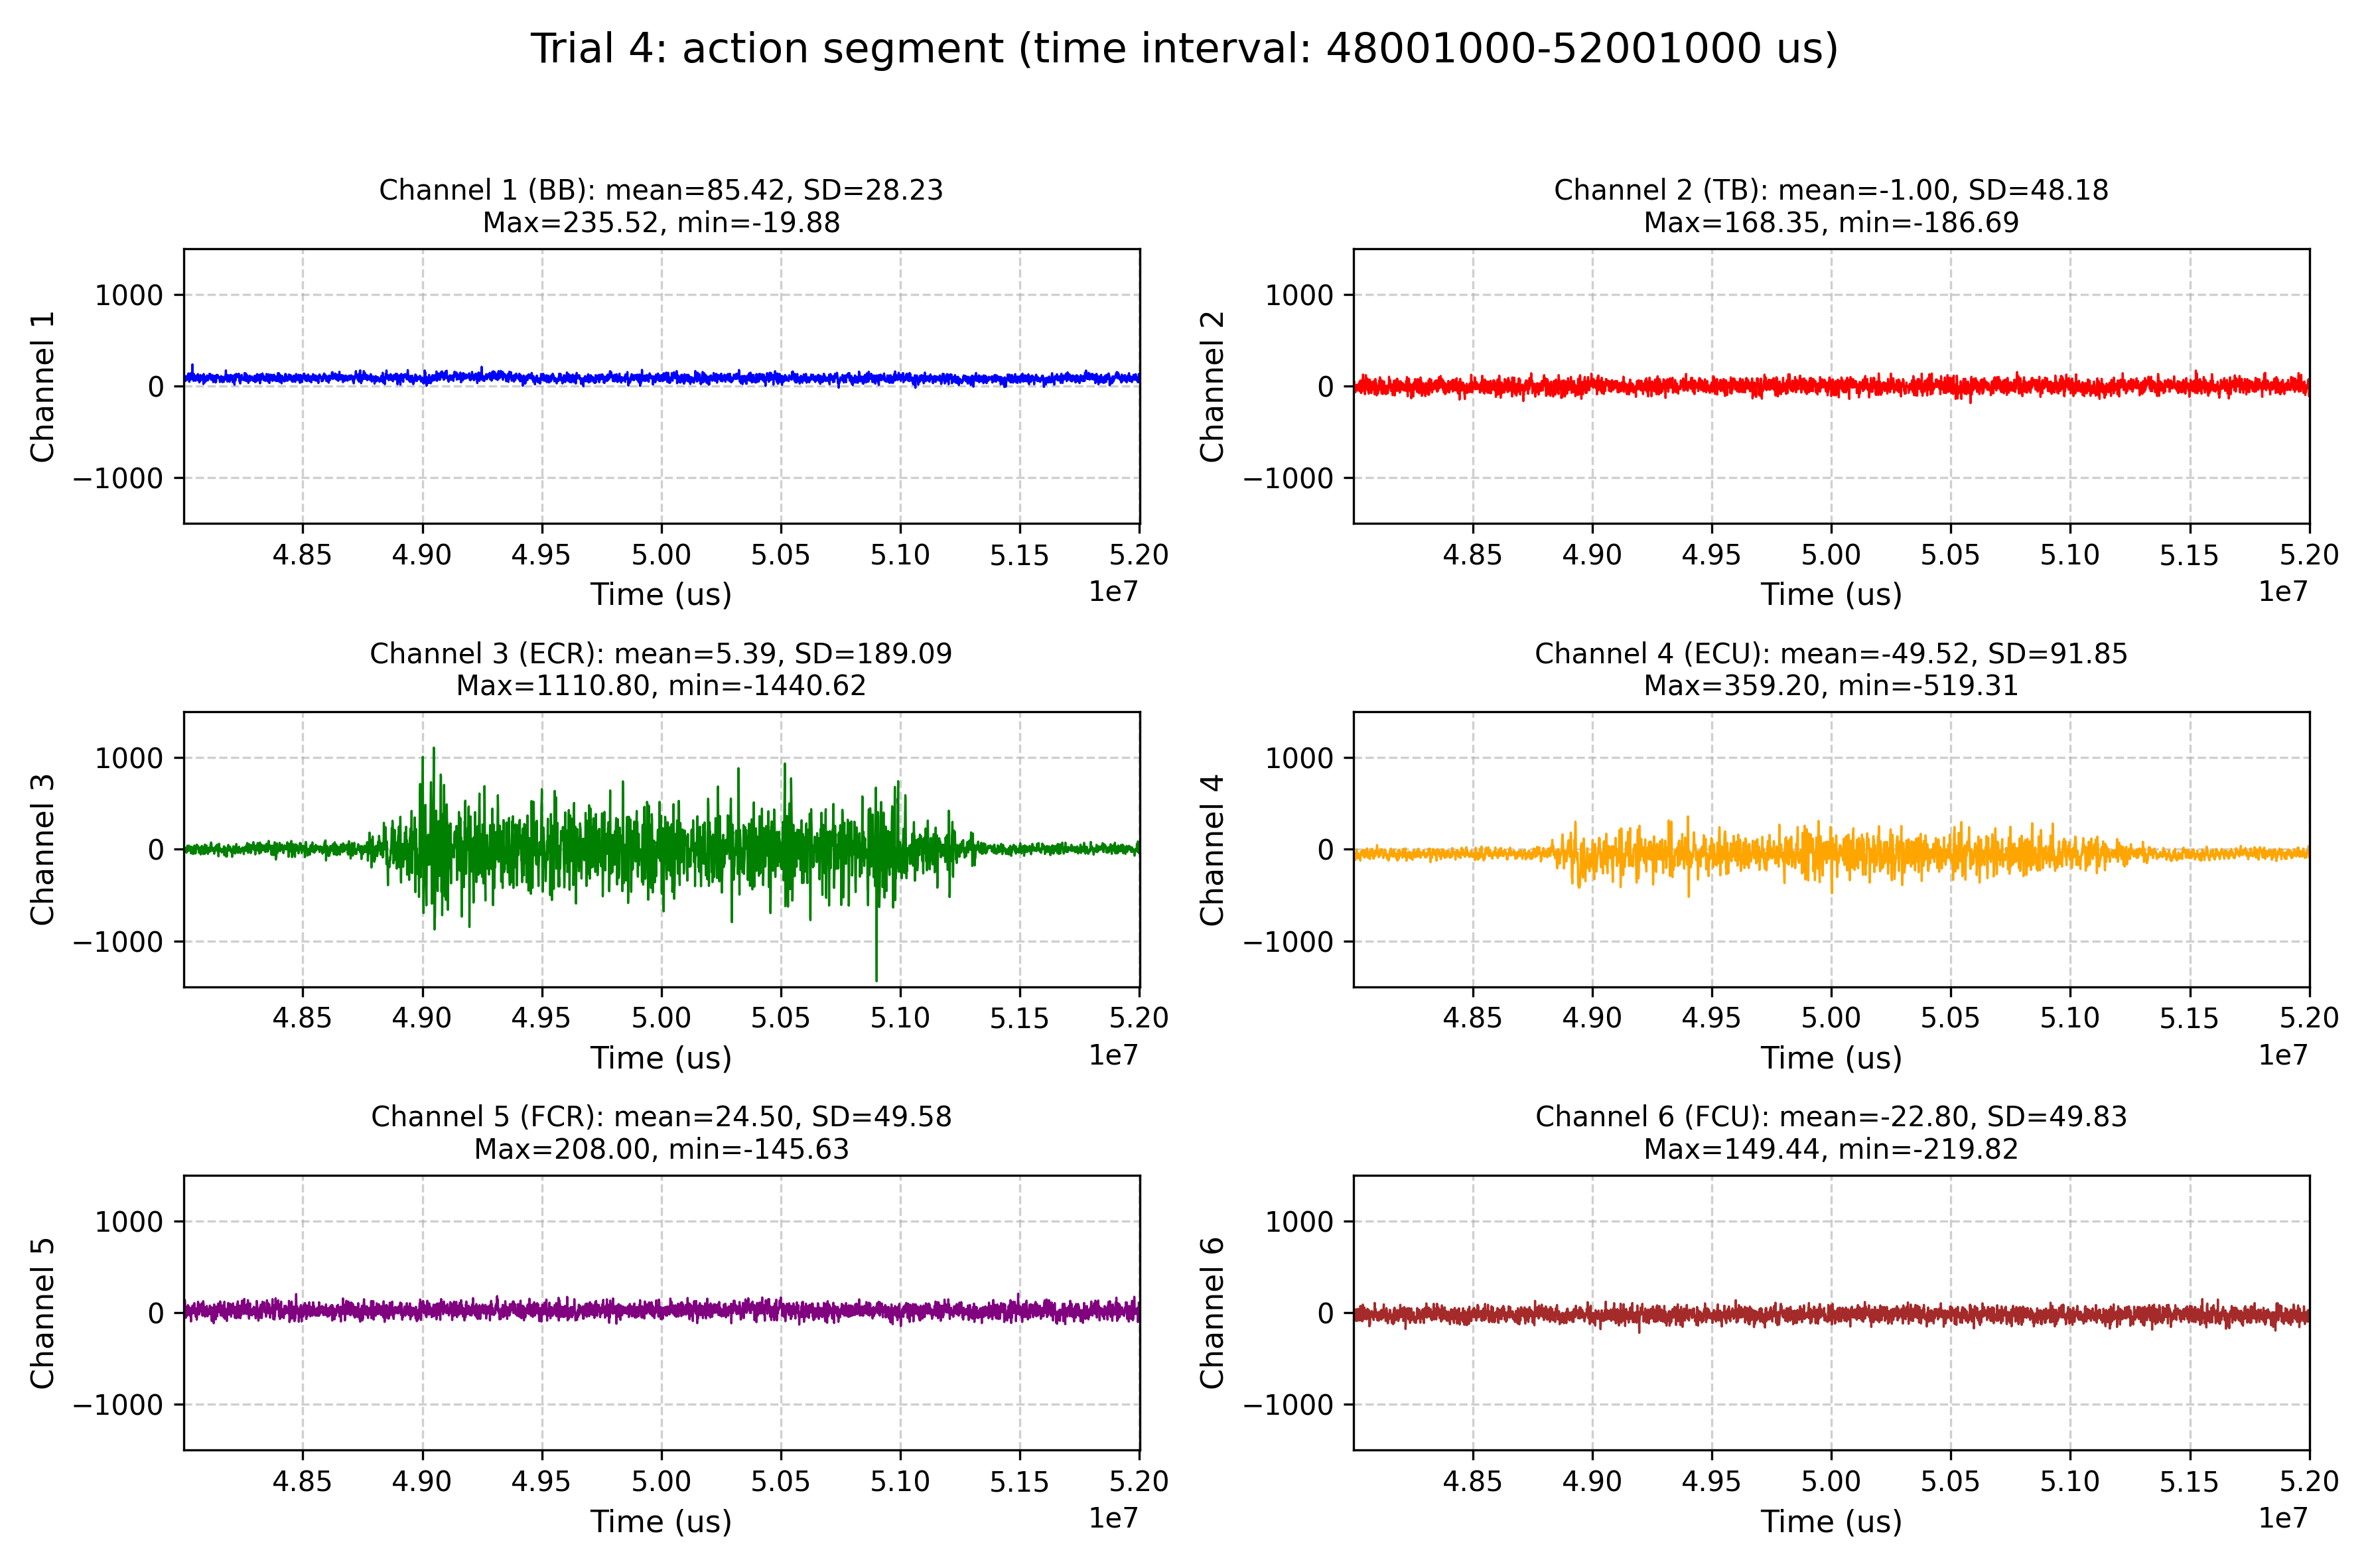 Trial 4: action segment (time interval: 48001000-52001000 us)
Channel 1 (BB): mean=85.42, SD=28.23
Max=235.52, min=-19.88
Channel 1
1000
0
−1000
4.85 4.90 4.95 5.00 5.05 5.10 5.15 5.20
Time (us)
1e7
Channel 2 (TB): mean=-1.00, SD=48.18
Max=168.35, min=-186.69
Channel 2
1000
0
−1000
4.85 4.90 4.95 5.00 5.05 5.10 5.15 5.20
Time (us)
1e7
Channel 3 (ECR): mean=5.39, SD=189.09
Max=1110.80, min=-1440.62
Channel 3
1000
0
−1000
4.85 4.90 4.95 5.00 5.05 5.10 5.15 5.20
Time (us)
1e7
Channel 4 (ECU): mean=-49.52, SD=91.85
Max=359.20, min=-519.31
Channel 4
1000
0
−1000
4.85 4.90 4.95 5.00 5.05 5.10 5.15 5.20
Time (us)
1e7
Channel 5 (FCR): mean=24.50, SD=49.58
Max=208.00, min=-145.63
Channel 5
1000
0
−1000
4.85 4.90 4.95 5.00 5.05 5.10 5.15 5.20
Time (us)
1e7
Channel 6 (FCU): mean=-22.80, SD=49.83
Max=149.44, min=-219.82
Channel 6
1000
0
−1000
4.85 4.90 4.95 5.00 5.05 5.10 5.15 5.20
Time (us)
1e7